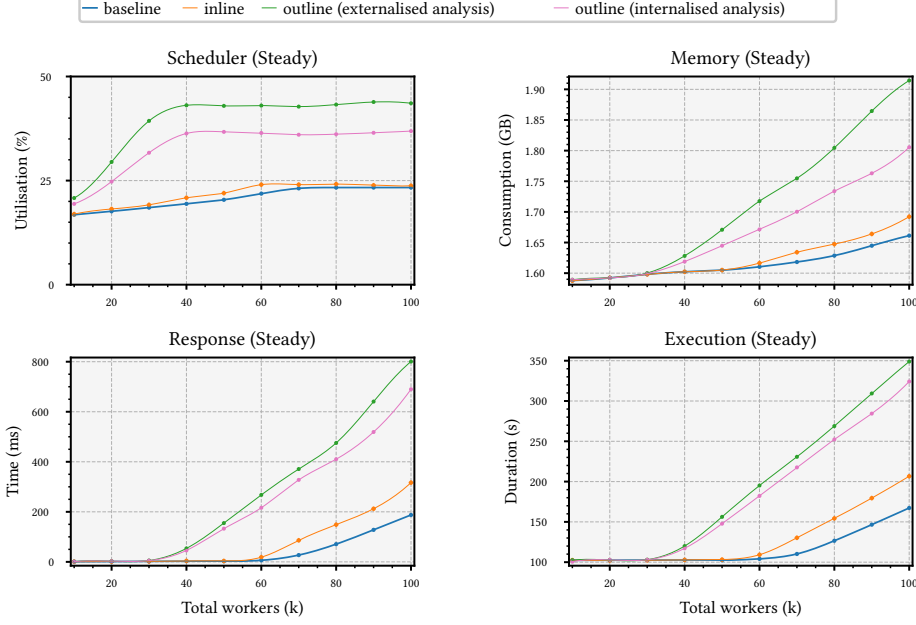 baseline inline outline (externalised analysis) outline (internalised analysis)
Scheduler (Steady)
Utilisation (%)
50
25
0
20 40 60 80 100
Memory (Steady)
Consumption (GB)
1.90
1.85
1.80
1.75
1.70
1.65
1.60
20 40 60 80 100
Response (Steady)
Time (ms)
800
600
400
200
0
20 40 60 80 100
Total workers (k)
Execution (Steady)
Duration (s)
350
300
250
200
150
100
20 40 60 80 100
Total workers (k)